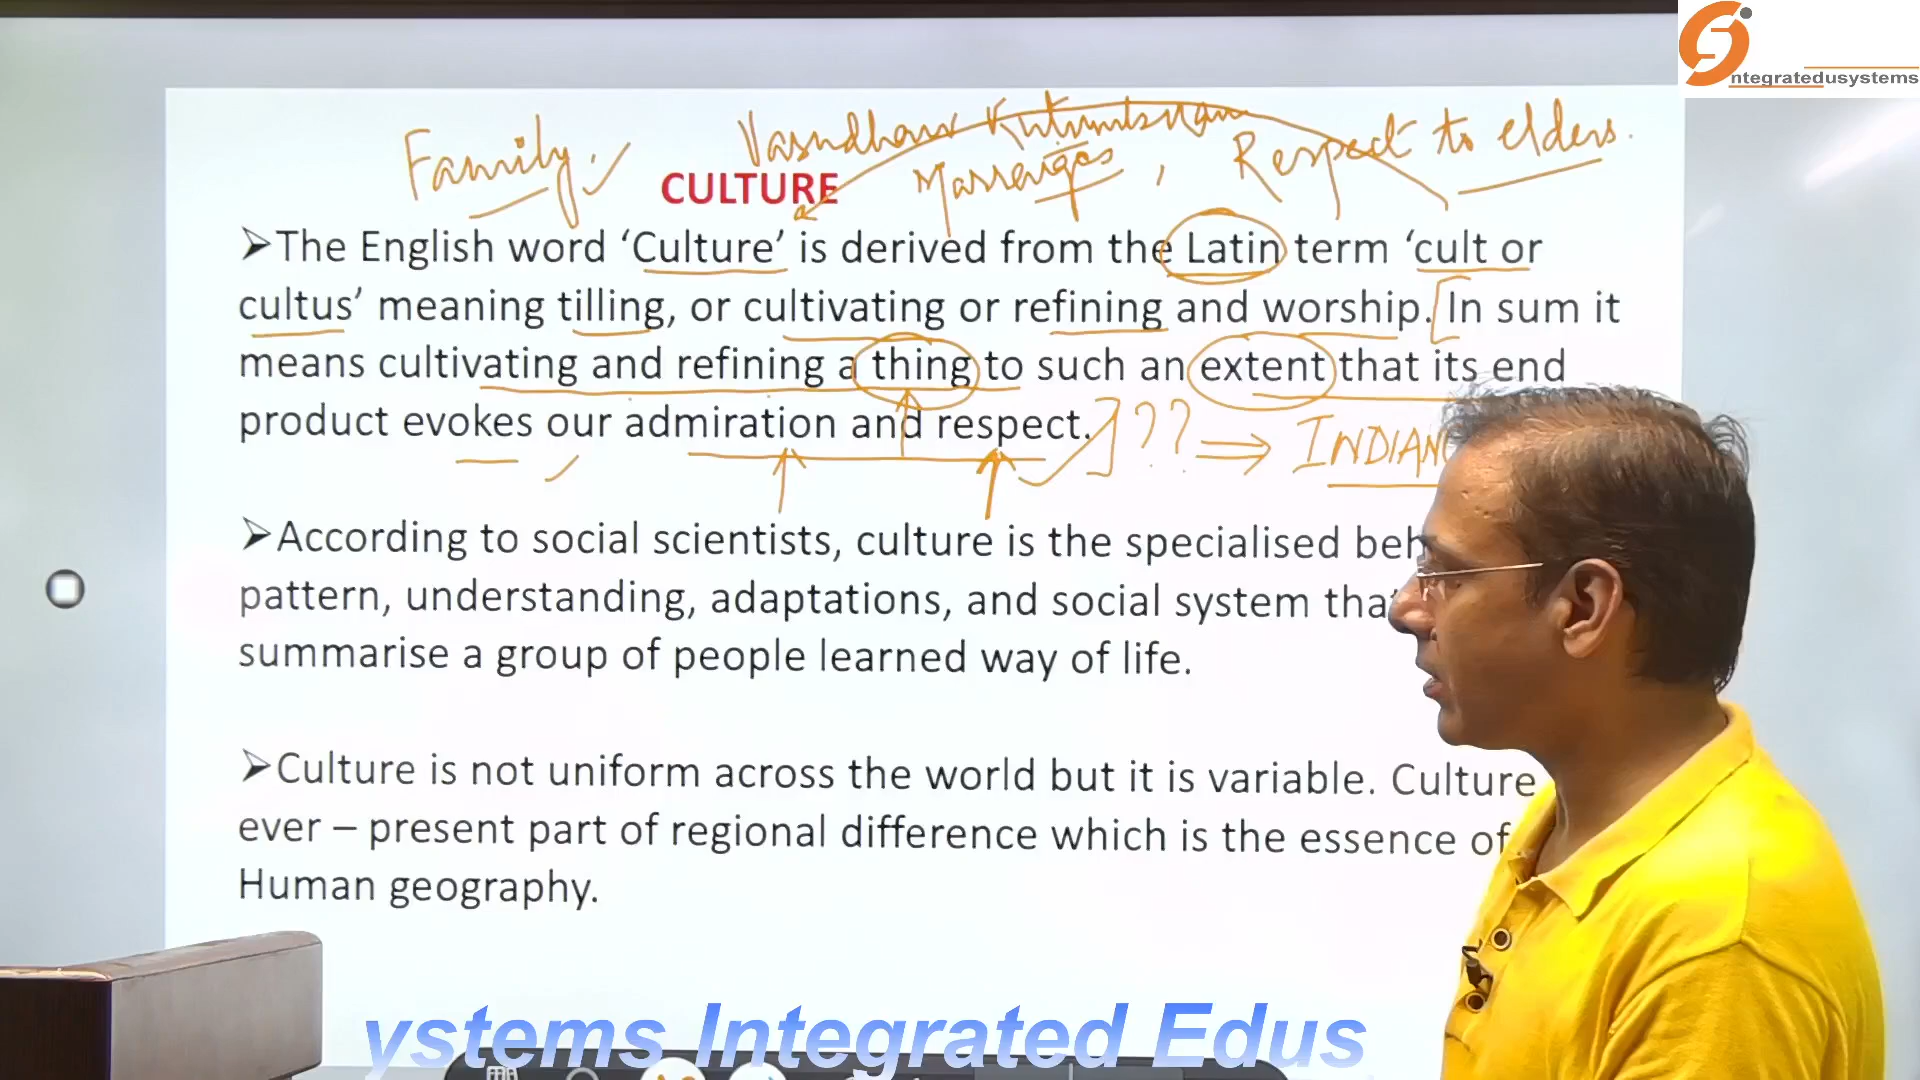 ntegratedusystems
Vasudhaiv Kutumbkam
Family, Marraiges, Respect to elders.
CULTURE
➤The English word ‘Culture’ is derived from the Latin term ‘cult or
cultus’ meaning tilling, or cultivating or refining and worship. [In sum it
means cultivating and refining a thing to such an extent that its end
product evokes our admiration and respect.] ?? ⇒ INDIAN
➤According to social scientists, culture is the specialised beh
pattern, understanding, adaptations, and social system that
summarise a group of people learned way of life.
➤Culture is not uniform across the world but it is variable. Culture
ever – present part of regional difference which is the essence of
Human geography.
ystems Integrated Edus